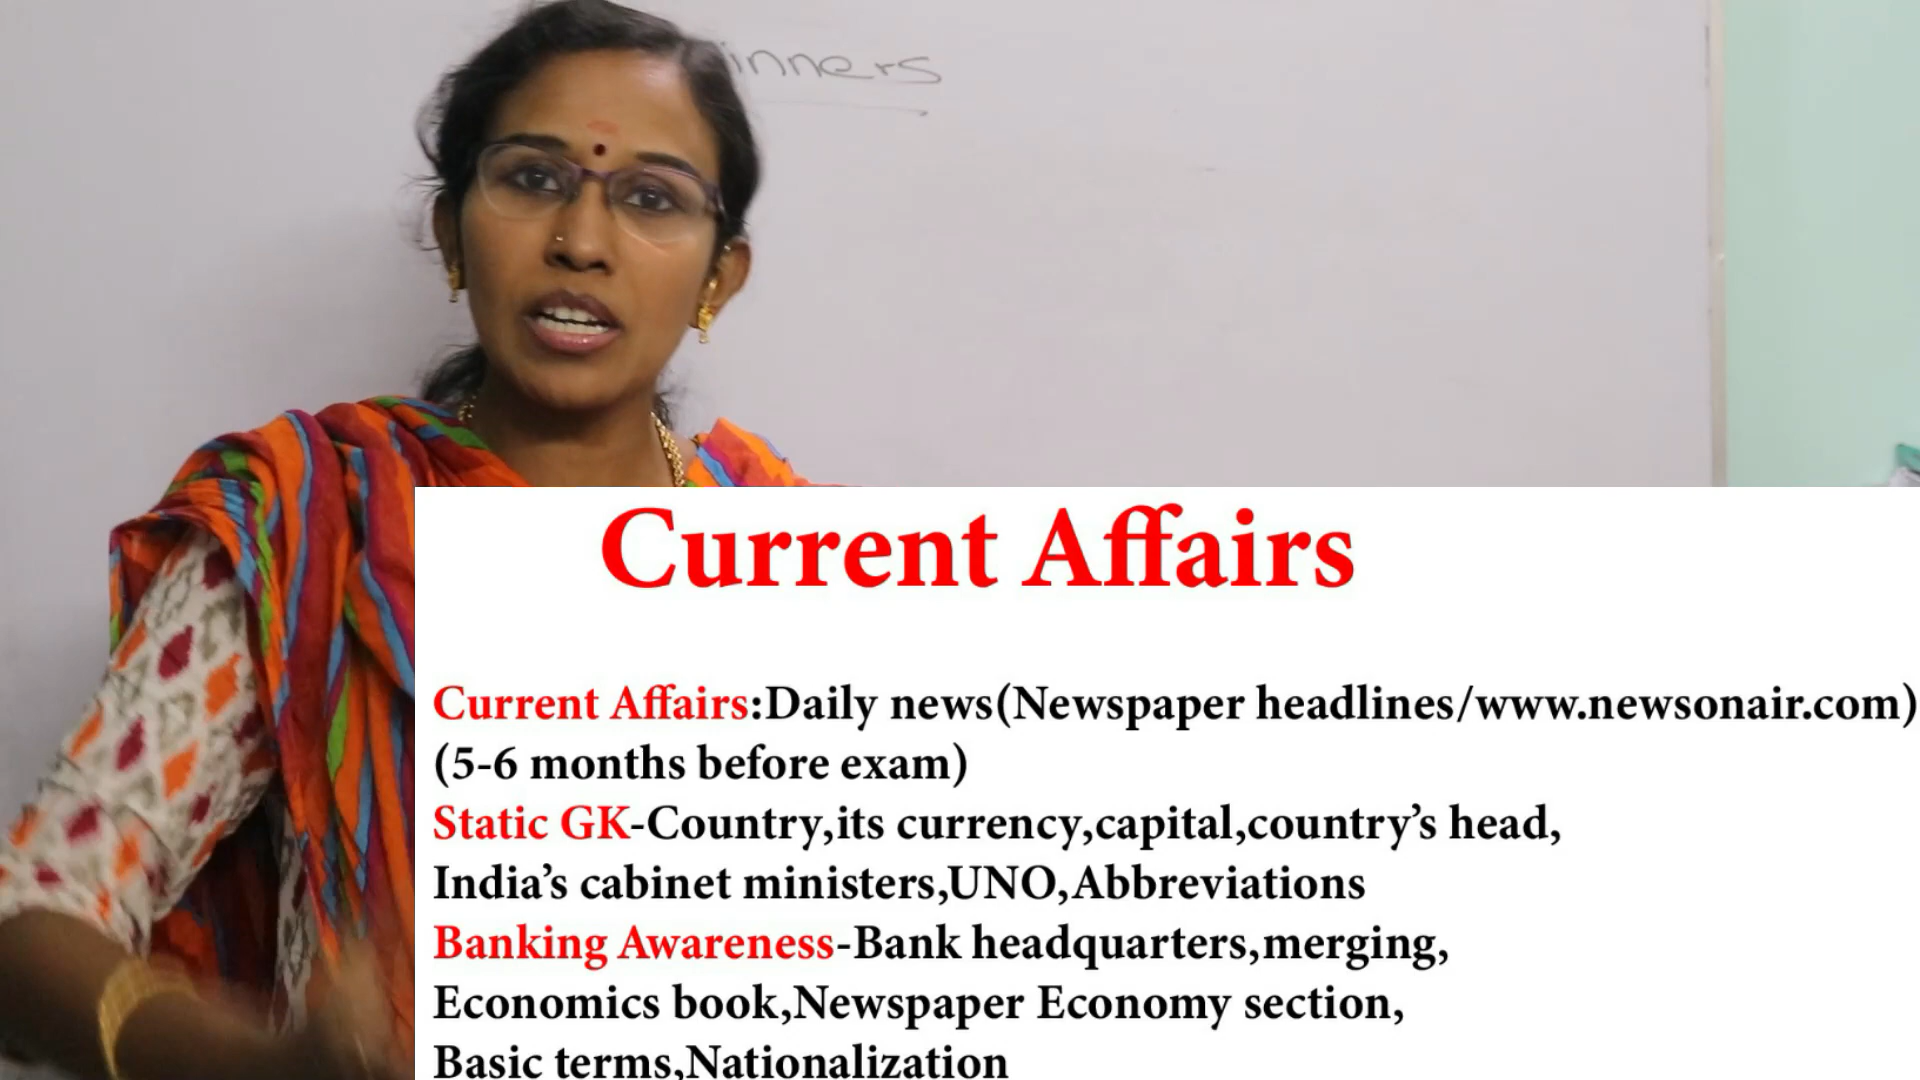 inners
Current Affairs
Current Affairs:Daily news(Newspaper headlines/www.newsonair.com)
(5-6 months before exam)
Static GK-Country,its currency,capital,country's head,
India's cabinet ministers,UNO,Abbreviations
Banking Awareness-Bank headquarters,merging,
Economics book,Newspaper Economy section,
Basic terms,Nationalization